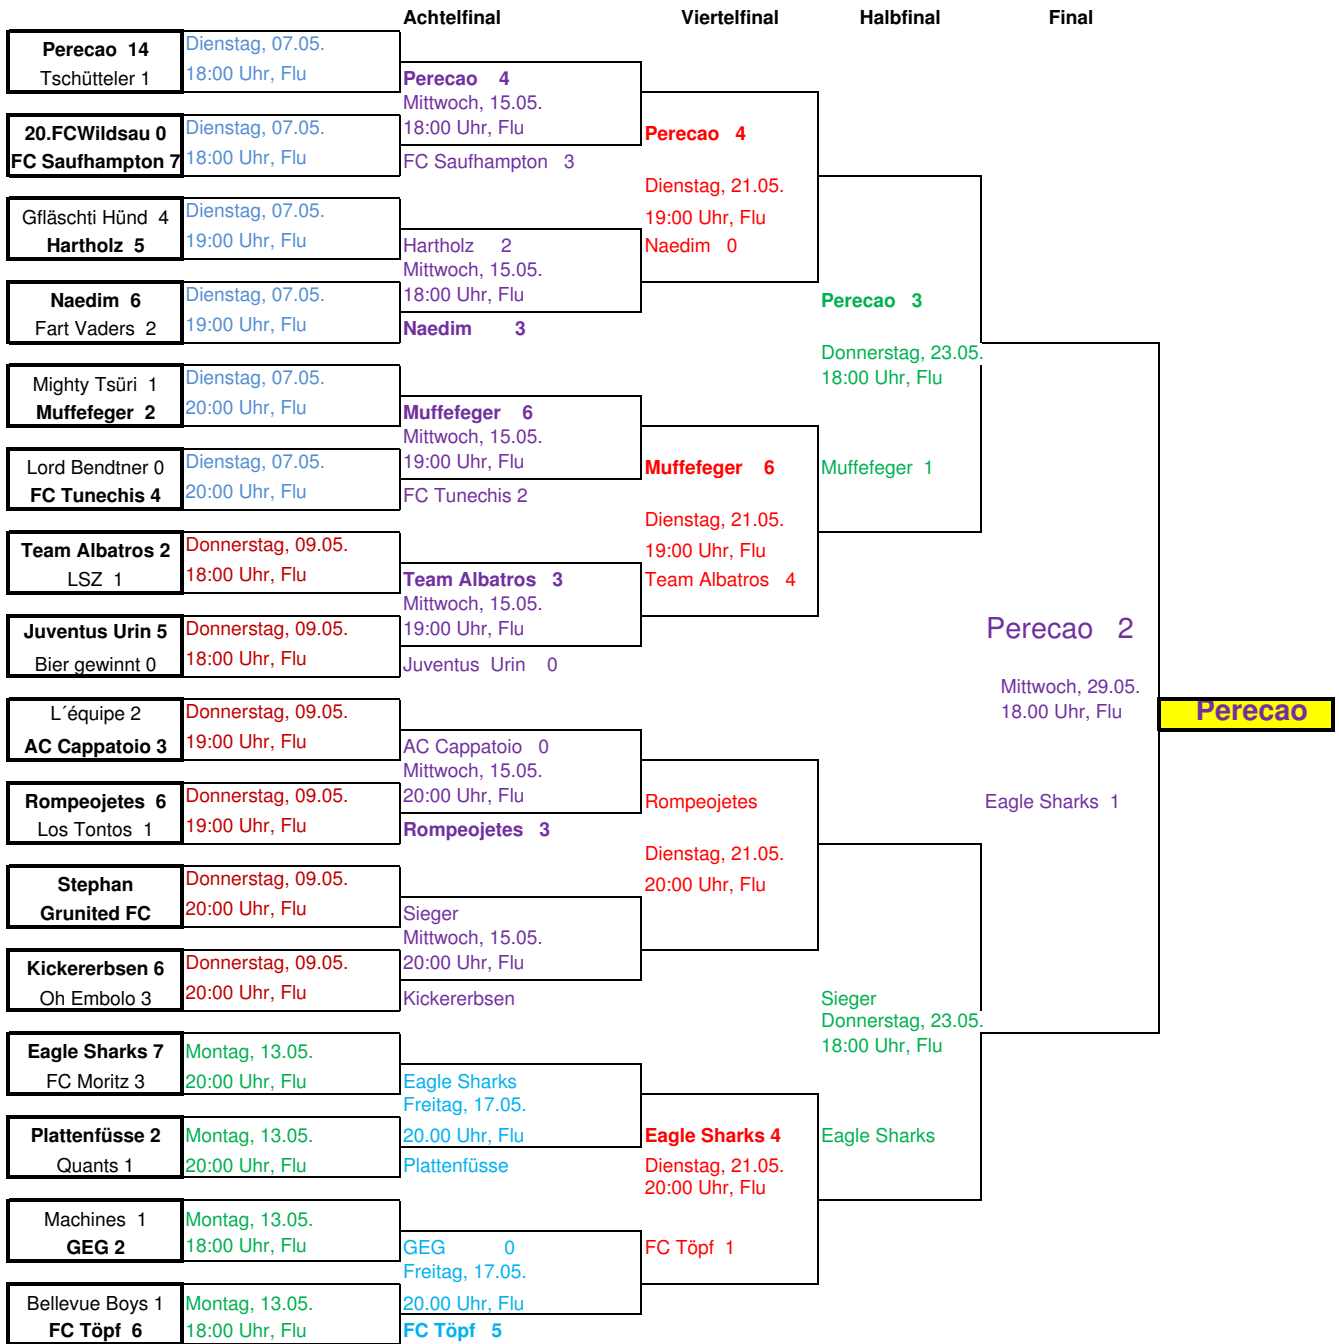 Achtelfinal
Viertelfinal
Halbfinal
Final
Perecao 14
Tschütteler 1
Dienstag, 07.05.
18:00 Uhr, Flu
20.FCWildsau 0
FC Saufhampton 7
Dienstag, 07.05.
18:00 Uhr, Flu
Gfläschti Hünd 4
Hartholz 5
Dienstag, 07.05.
19:00 Uhr, Flu
Naedim 6
Fart Vaders 2
Dienstag, 07.05.
19:00 Uhr, Flu
Mighty Tsüri 1
Muffefeger 2
Dienstag, 07.05.
20:00 Uhr, Flu
Lord Bendtner 0
FC Tunechis 4
Dienstag, 07.05.
20:00 Uhr, Flu
Team Albatros 2
LSZ 1
Donnerstag, 09.05.
18:00 Uhr, Flu
Juventus Urin 5
Bier gewinnt 0
Donnerstag, 09.05.
18:00 Uhr, Flu
L´équipe 2
AC Cappatoio 3
Donnerstag, 09.05.
19:00 Uhr, Flu
Rompeojetes 6
Los Tontos 1
Donnerstag, 09.05.
19:00 Uhr, Flu
Stephan
Grunited FC
Donnerstag, 09.05.
20:00 Uhr, Flu
Kickererbsen 6
Oh Embolo 3
Donnerstag, 09.05.
20:00 Uhr, Flu
Eagle Sharks 7
FC Moritz 3
Montag, 13.05.
20:00 Uhr, Flu
Plattenfüsse 2
Quants 1
Montag, 13.05.
20:00 Uhr, Flu
Machines 1
GEG 2
Montag, 13.05.
18:00 Uhr, Flu
Bellevue Boys 1
FC Töpf 6
Montag, 13.05.
18:00 Uhr, Flu
Perecao 4
Mittwoch, 15.05.
18:00 Uhr, Flu
FC Saufhampton 3
Hartholz 2
Mittwoch, 15.05.
18:00 Uhr, Flu
Naedim 3
Muffefeger 6
Mittwoch, 15.05.
19:00 Uhr, Flu
FC Tunechis 2
Team Albatros 3
Mittwoch, 15.05.
19:00 Uhr, Flu
Juventus Urin 0
AC Cappatoio 0
Mittwoch, 15.05.
20:00 Uhr, Flu
Rompeojetes 3
Sieger
Mittwoch, 15.05.
20:00 Uhr, Flu
Kickererbsen
Eagle Sharks
Freitag, 17.05.
20.00 Uhr, Flu
Plattenfüsse
GEG 0
Freitag, 17.05.
20.00 Uhr, Flu
FC Töpf 5
Perecao 4
Dienstag, 21.05.
19:00 Uhr, Flu
Naedim 0
Muffefeger 6
Dienstag, 21.05.
19:00 Uhr, Flu
Team Albatros 4
Rompeojetes
Dienstag, 21.05.
20:00 Uhr, Flu
Eagle Sharks 4
Dienstag, 21.05.
20:00 Uhr, Flu
FC Töpf 1
Perecao 3
Donnerstag, 23.05.
18:00 Uhr, Flu
Muffefeger 1
Sieger
Donnerstag, 23.05.
18:00 Uhr, Flu
Eagle Sharks
Perecao 2
Mittwoch, 29.05.
18.00 Uhr, Flu
Eagle Sharks 1
Perecao